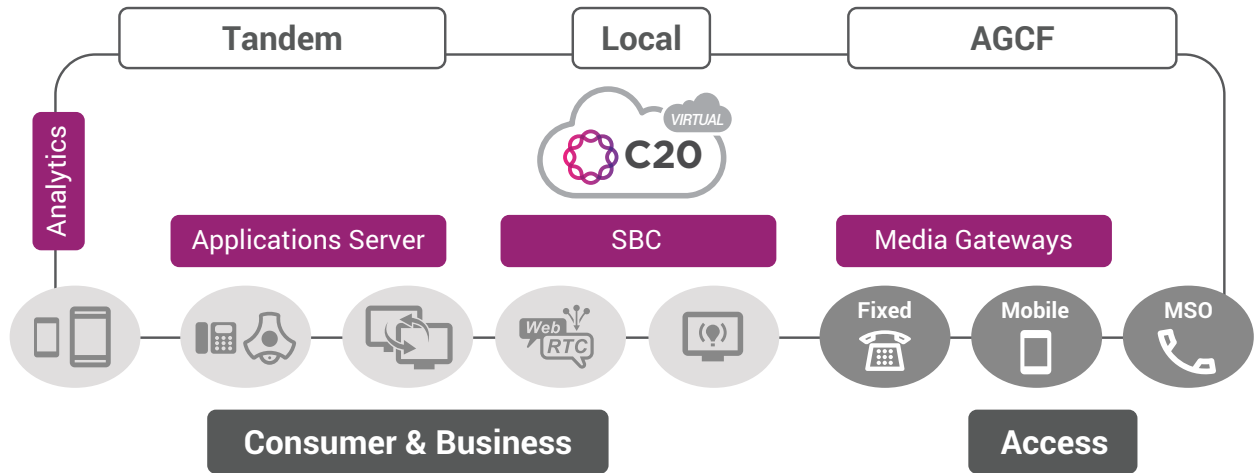 Tandem
Local
AGCF
VIRTUAL
C20
Analytics
Applications Server
SBC
Media Gateways
Web
RTC
Fixed
Mobile
MSO
Consumer & Business
Access